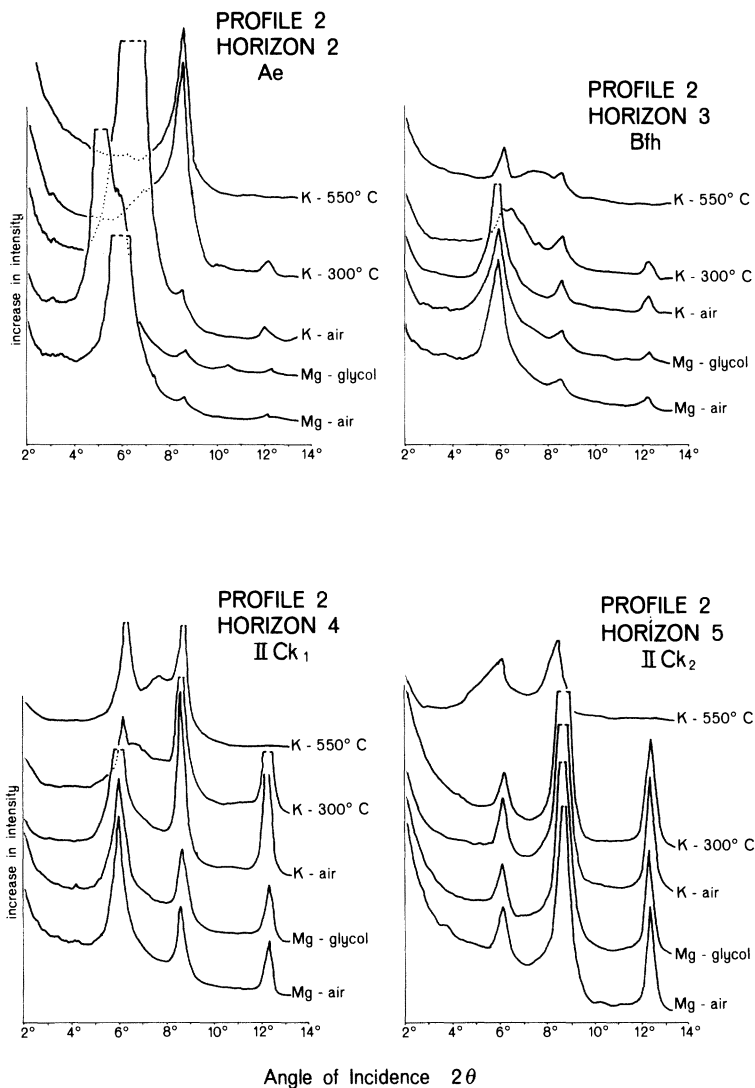 PROFILE 2
HORIZON 2
Ae
increase in intensity
K - 550° C
K - 300° C
K - air
Mg - glycol
Mg - air
2° 4° 6° 8° 10° 12° 14°
PROFILE 2
HORIZON 3
Bfh
K - 550° C
K - 300° C
K - air
Mg - glycol
Mg - air
2° 4° 6° 8° 10° 12° 14°
PROFILE 2
HORIZON 4
II Ck₁
increase in intensity
K - 550° C
K - 300° C
K - air
Mg - glycol
Mg - air
2° 4° 6° 8° 10° 12° 14°
PROFILE 2
HORIZON 5
II Ck₂
K - 550° C
K - 300° C
K - air
Mg - glycol
Mg - air
2° 4° 6° 8° 10° 12° 14°
Angle of Incidence 2θ